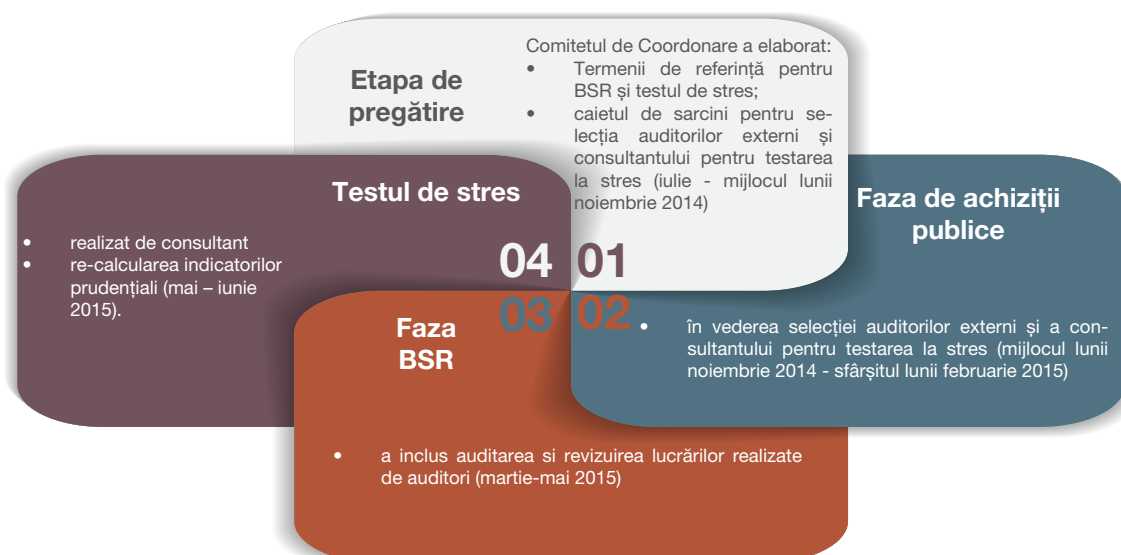 Etapa de
pregătire
Comitetul de Coordonare a elaborat:
• Termenii de referință pentru
BSR și testul de stres;
• caietul de sarcini pentru se-
lecția auditorilor externi și
consultantului pentru testarea
la stres (iulie - mijlocul lunii
noiembrie 2014)
01
Faza de achiziții
publice
02
• în vederea selecției auditorilor externi și a con-
sultantului pentru testarea la stres (mijlocul lunii
noiembrie 2014 - sfârșitul lunii februarie 2015)
03
Faza
BSR
• a inclus auditarea si revizuirea lucrărilor realizate
de auditori (martie-mai 2015)
04
Testul de stres
• realizat de consultant
• re-calcularea indicatorilor
prudențiali (mai – iunie
2015).